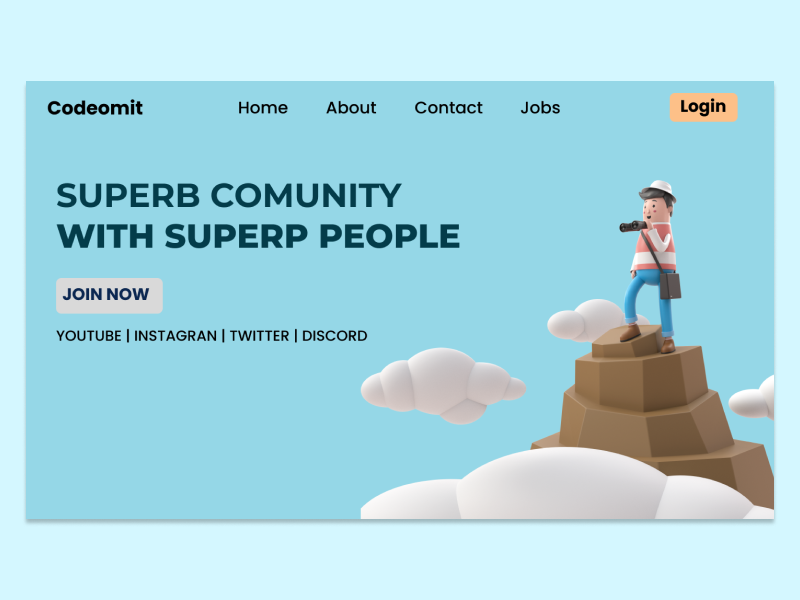 Codeomit Home About Contact Jobs Login
SUPERB COMUNITY
WITH SUPERP PEOPLE
JOIN NOW
YOUTUBE | INSTAGRAN | TWITTER | DISCORD